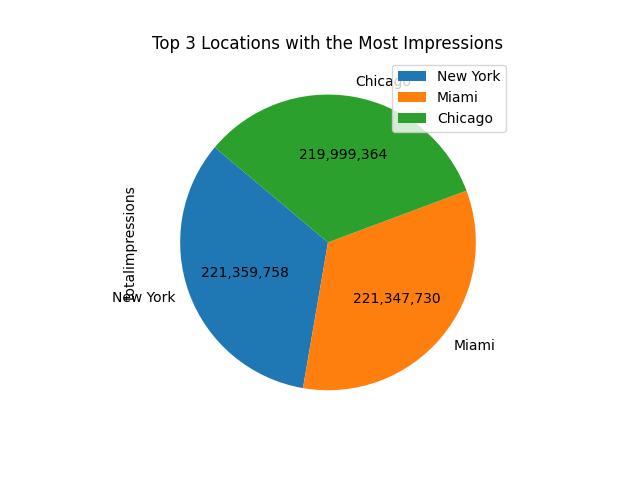 Top 3 Locations with the Most Impressions
Chicago
New York
Miami
Chicago
219,999,364
221,359,758
221,347,730
Totalimpressions
New York
Miami